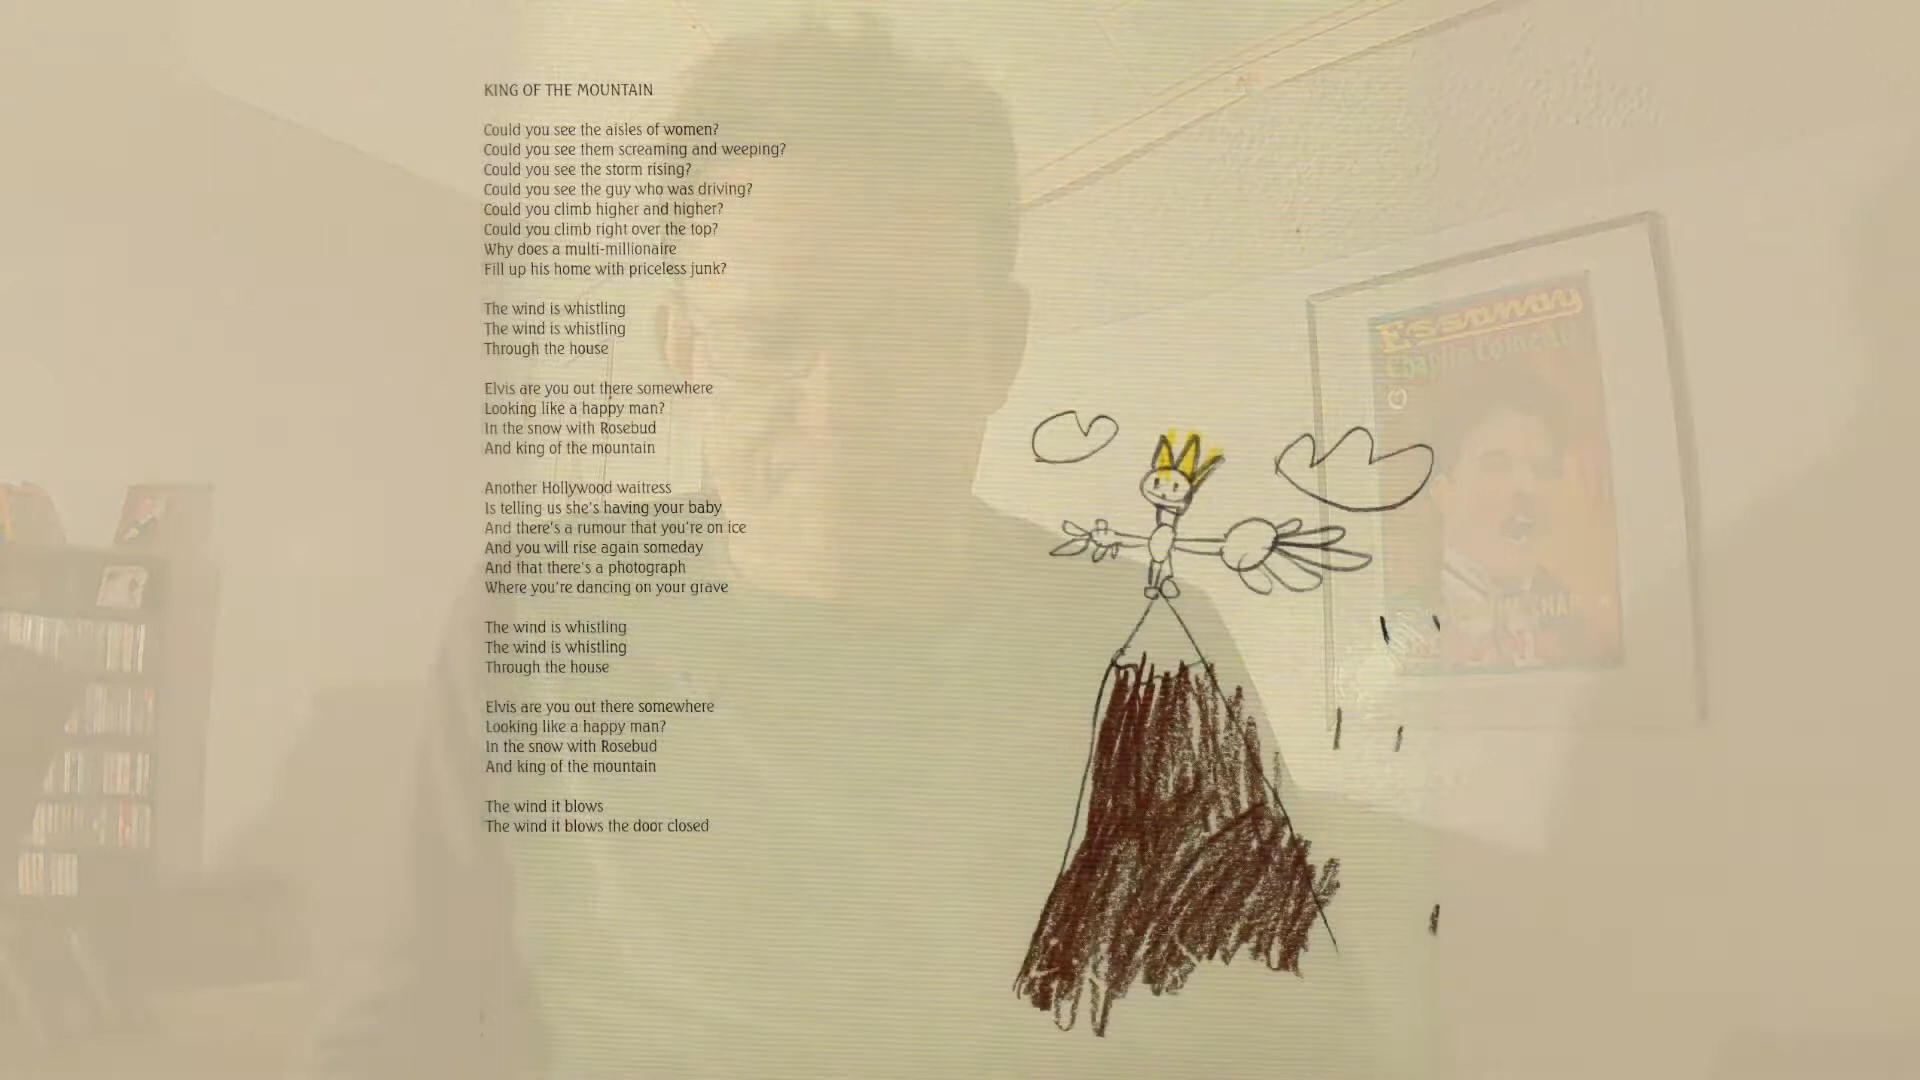 KING OF THE MOUNTAIN
Could you see the aisles of women?
Could you see them screaming and weeping?
Could you see the storm rising?
Could you see the guy who was driving?
Could you climb higher and higher?
Could you climb right over the top?
Why does a multi-millionaire
Fill up his home with priceless junk?
The wind is whistling
The wind is whistling
Through the house
Elvis are you out there somewhere
Looking like a happy man?
In the snow with Rosebud
And king of the mountain
Another Hollywood waitress
Is telling us she's having your baby
And there's a rumour that you're on ice
And you will rise again someday
And that there's a photograph
Where you're dancing on your grave
The wind is whistling
The wind is whistling
Through the house
Elvis are you out there somewhere
Looking like a happy man?
In the snow with Rosebud
And king of the mountain
The wind it blows
The wind it blows the door closed
Essanay
Chaplin Comedy